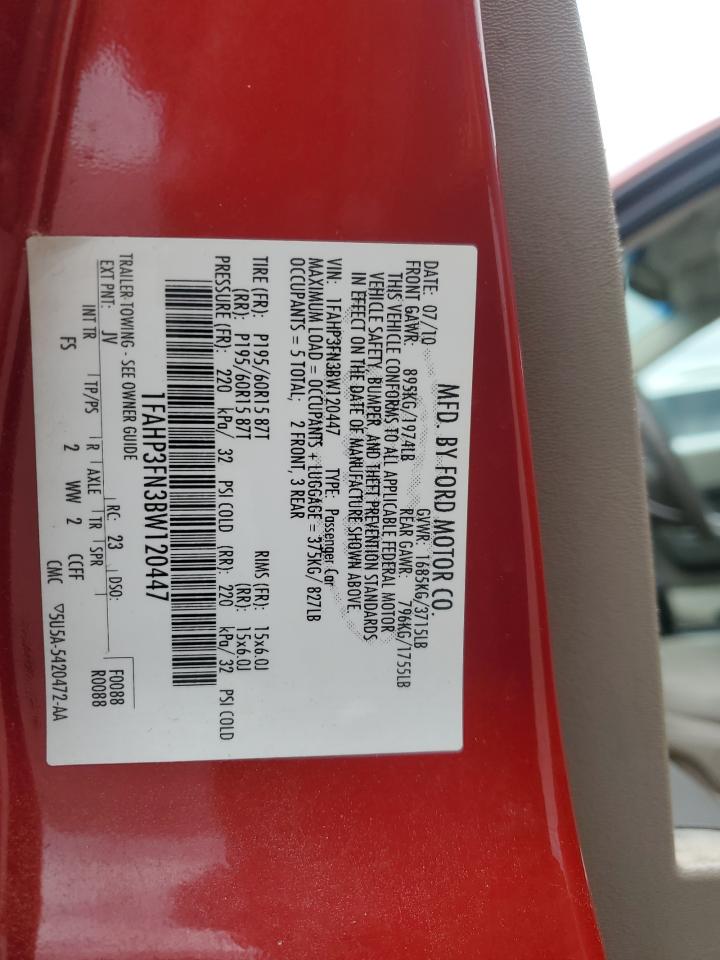 MFD. BY FORD MOTOR CO.
DATE: 07/10 GVWR: 1685KG/3715LB
FRONT GAWR: 895KG/1974LB REAR GAWR: 796KG/1755LB
THIS VEHICLE CONFORMS TO ALL APPLICABLE FEDERAL MOTOR
VEHICLE SAFETY, BUMPER, AND THEFT PREVENTION STANDARDS
IN EFFECT ON THE DATE OF MANUFACTURE SHOWN ABOVE.
VIN: 1FAHP3FN3BW120447 TYPE: Passenger Car
MAXIMUM LOAD = OCCUPANTS + LUGGAGE = 375KG/ 827LB
OCCUPANTS = 5 TOTAL; 2 FRONT, 3 REAR
TIRE (FR): P195/60R15 87T RIMS (FR): 15x6.0J
(RR): P195/60R15 87T (RR): 15x6.0J
PRESSURE (FR): 220 kPa/ 32 PSI COLD (RR): 220 kPa/ 32 PSI COLD
1FAHP3FN3BW120447
TRAILER-TOWING - SEE OWNER GUIDE
EXT PNT: JV RC: 23 DSO: F0088
R0088
INT TR TP/PS R AXLE TR SPR
FS 2 WW 2 CCFF
CMC ▽5U5A-5420472-AA